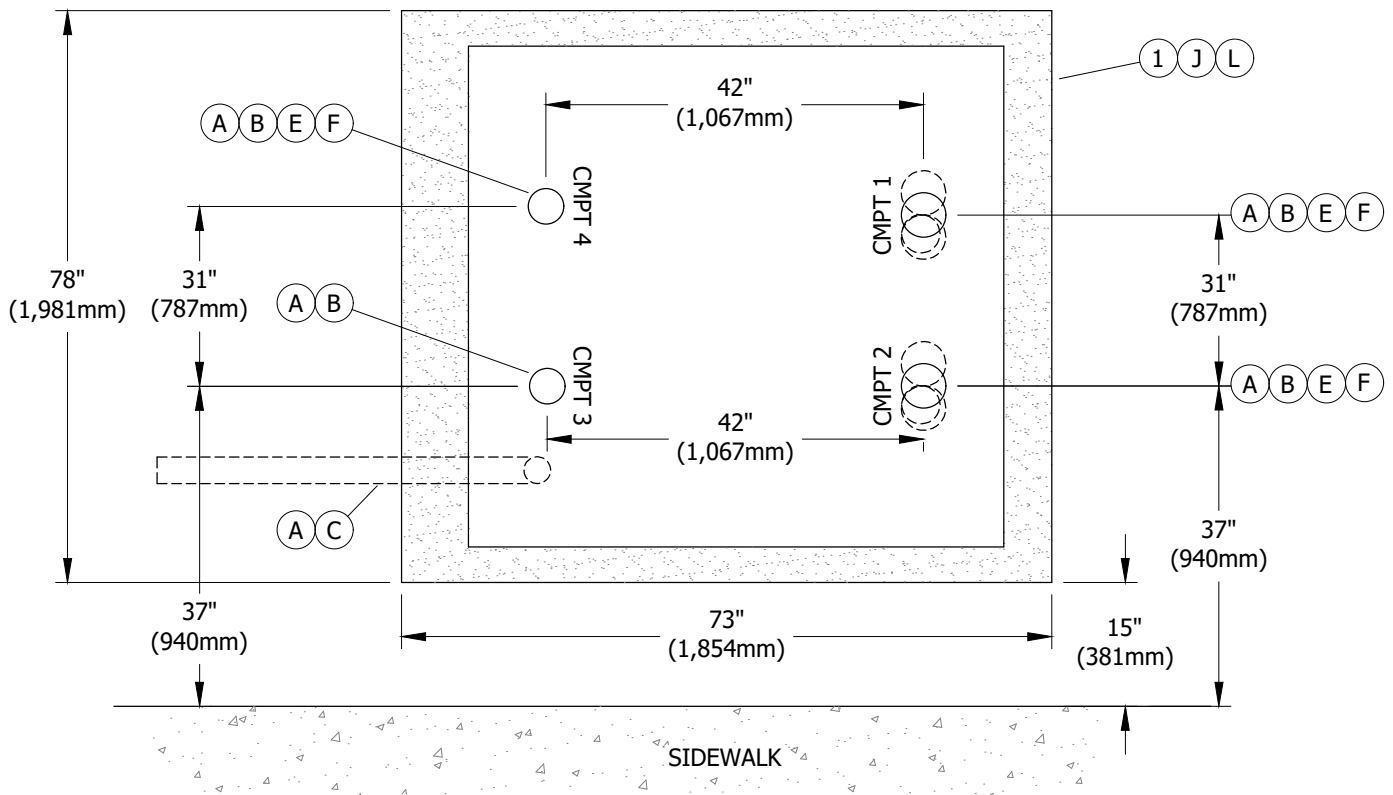 42"
(1,067mm)
1 J L
A B E F
CMPT 4
CMPT 1
A B E F
78"
(1,981mm)
31"
(787mm)
A B
31"
(787mm)
CMPT 3
CMPT 2
A B E F
42"
(1,067mm)
A C
37"
(940mm)
37"
(940mm)
73"
(1,854mm)
15"
(381mm)
SIDEWALK